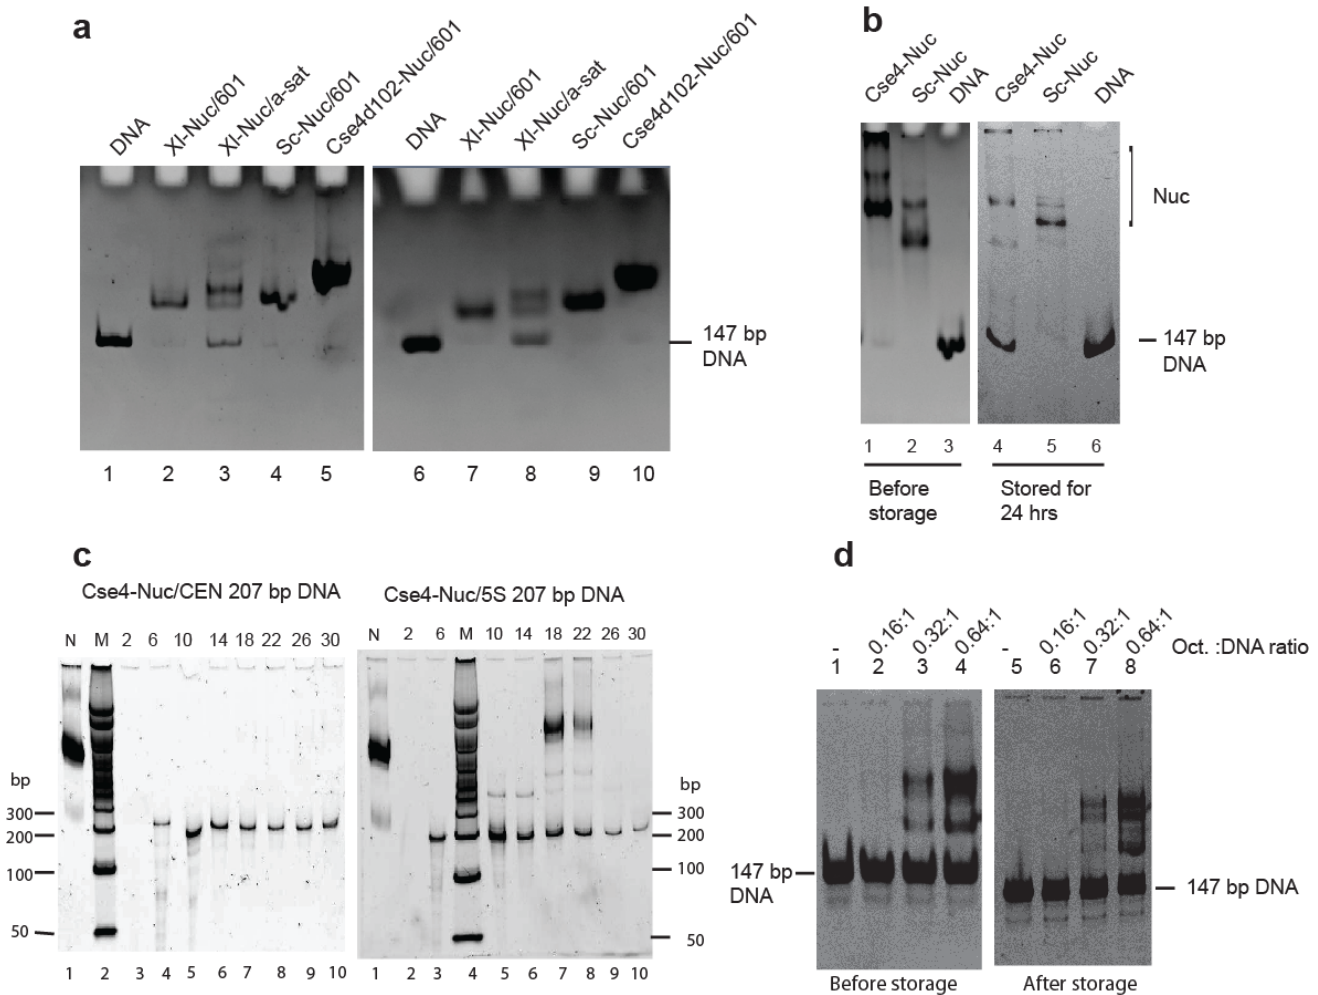 a
DNA
Xl-Nuc/601
Xl-Nuc/a-sat
Sc-Nuc/601
Cse4d102-Nuc/601
DNA
Xl-Nuc/601
Xl-Nuc/a-sat
Sc-Nuc/601
Cse4d102-Nuc/601
147 bp
DNA
1 2 3 4 5 6 7 8 9 10
b
Cse4-Nuc
Sc-Nuc
DNA
Cse4-Nuc
Sc-Nuc
DNA
Nuc
147 bp
DNA
1 2 3 4 5 6
Before
storage
Stored for
24 hrs
c
Cse4-Nuc/CEN 207 bp DNA
N M 2 6 10 14 18 22 26 30
bp
300
200
100
50
1 2 3 4 5 6 7 8 9 10
Cse4-Nuc/5S 207 bp DNA
N 2 6 M 10 14 18 22 26 30
bp
300
200
100
50
1 2 3 4 5 6 7 8 9 10
d
- 0.16:1 0.32:1 0.64:1 - 0.16:1 0.32:1 0.64:1 Oct. :DNA ratio
1 2 3 4 5 6 7 8
147 bp
DNA
147 bp DNA
Before storage
After storage